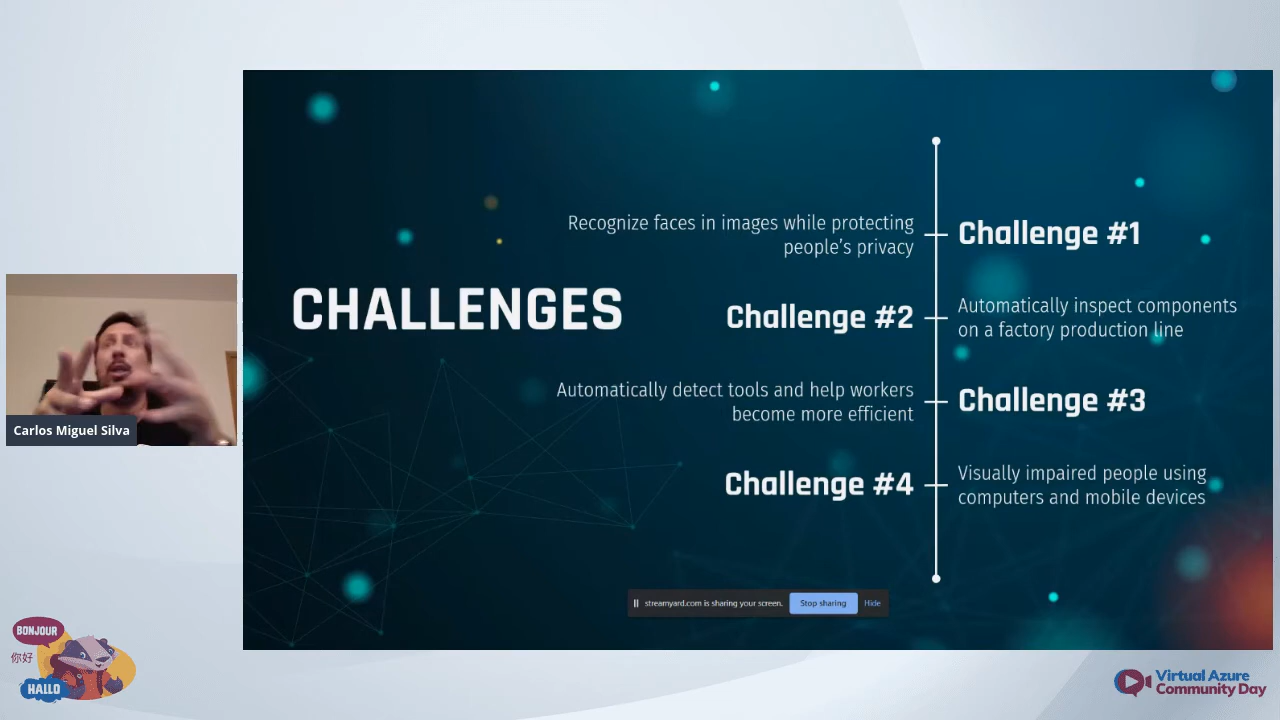 CHALLENGES
Recognize faces in images while protecting
people's privacy
Challenge #1
Challenge #2
Automatically inspect components
on a factory production line
Automatically detect tools and help workers
become more efficient
Challenge #3
Challenge #4
Visually impaired people using
computers and mobile devices
streamyard.com is sharing your screen.
Stop sharing
Hide
Carlos Miguel Silva
BONJOUR
你好
HALLO
Virtual Azure
Community Day